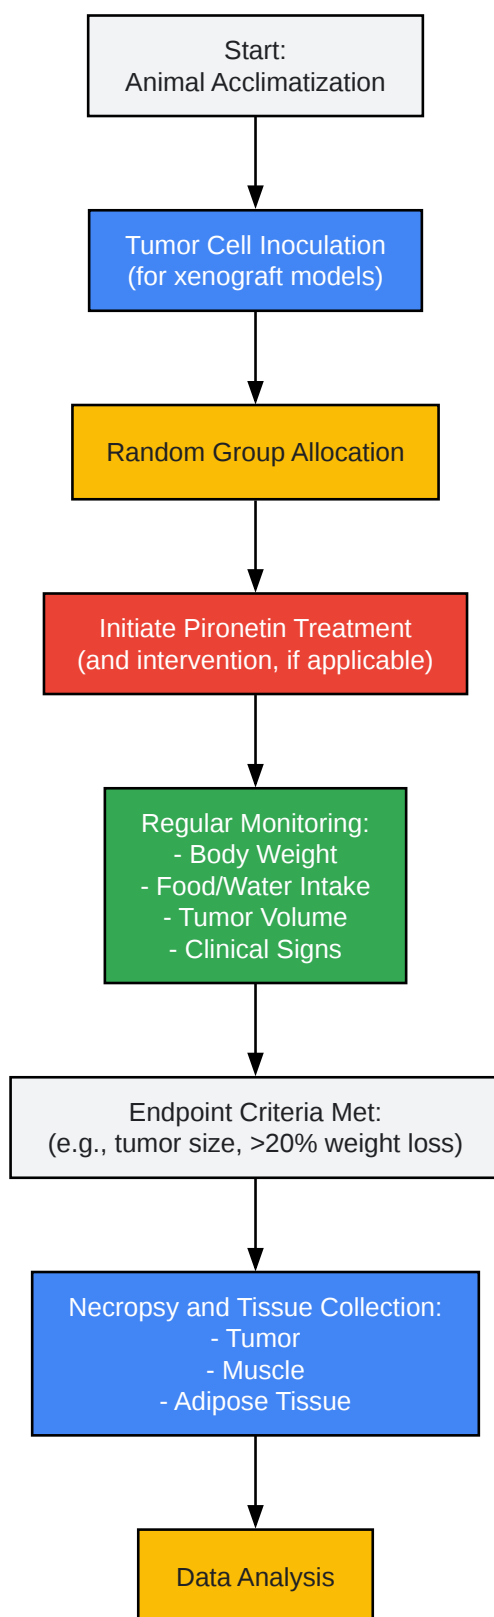 Start:
Animal Acclimatization
Tumor Cell Inoculation
(for xenograft models)
Random Group Allocation
Initiate Pironetin Treatment
(and intervention, if applicable)
Regular Monitoring:
- Body Weight
- Food/Water Intake
- Tumor Volume
- Clinical Signs
Endpoint Criteria Met:
(e.g., tumor size, >20% weight loss)
Necropsy and Tissue Collection:
- Tumor
- Muscle
- Adipose Tissue
Data Analysis